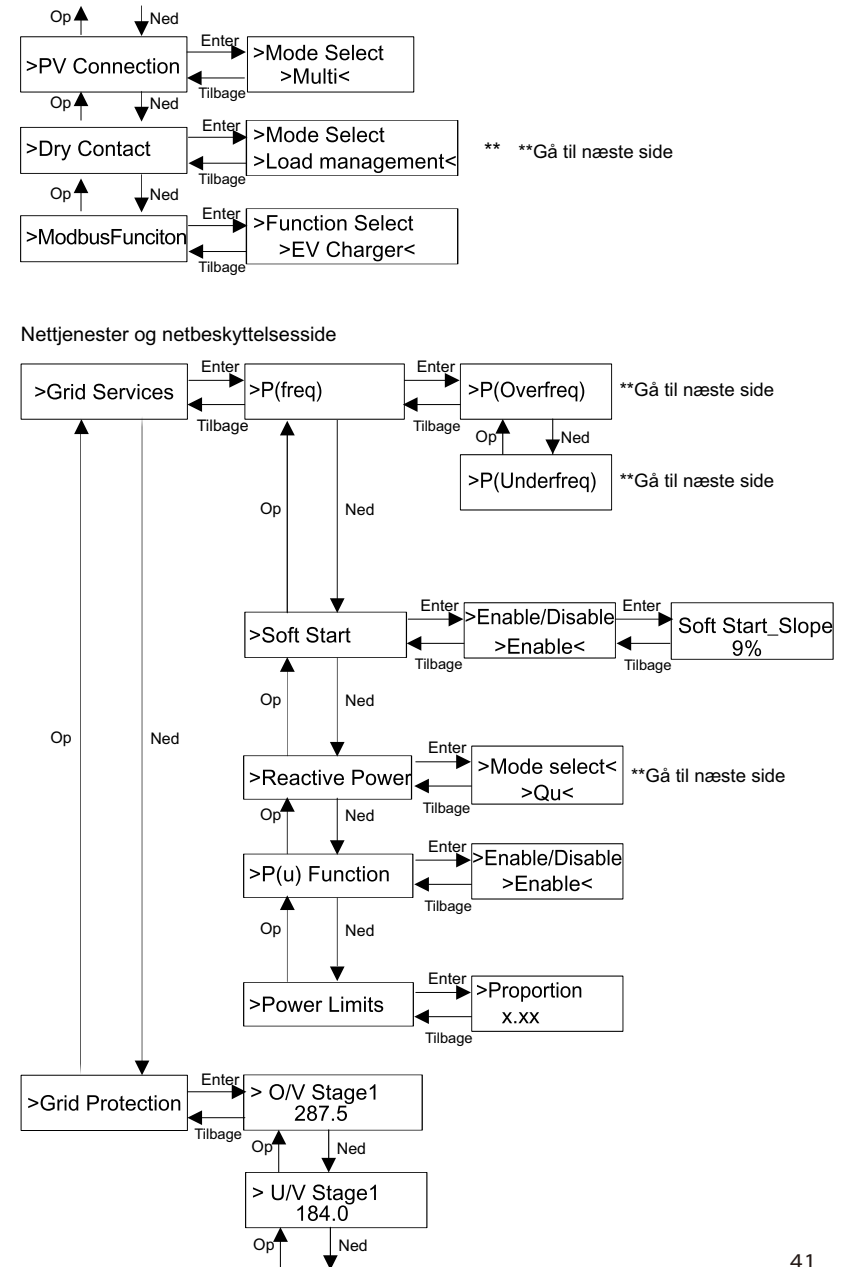 Op
Ned
>PV Connection
Enter
Tilbage
>Mode Select
>Multi<
Op
Ned
>Dry Contact
Enter
Tilbage
>Mode Select
>Load management<
** **Gå til næste side
Op
Ned
>ModbusFunciton
Enter
Tilbage
>Function Select
>EV Charger<
Nettjenester og netbeskyttelsesside
>Grid Services
Enter
Tilbage
>P(freq)
Enter
Tilbage
>P(Overfreq)
**Gå til næste side
Op
Ned
>P(Underfreq)
**Gå til næste side
Op
Ned
>Soft Start
Enter
Tilbage
>Enable/Disable
>Enable<
Enter
Tilbage
Soft Start_Slope
9%
Op
Ned
Op
Ned
>Reactive Power
Enter
Tilbage
>Mode select<
>Qu<
**Gå til næste side
Op
Ned
>P(u) Function
Enter
Tilbage
>Enable/Disable
>Enable<
Op
Ned
>Power Limits
Enter
Tilbage
>Proportion
x.xx
>Grid Protection
Enter
Tilbage
> O/V Stage1
287.5
Op
Ned
> U/V Stage1
184.0
Op
Ned
41